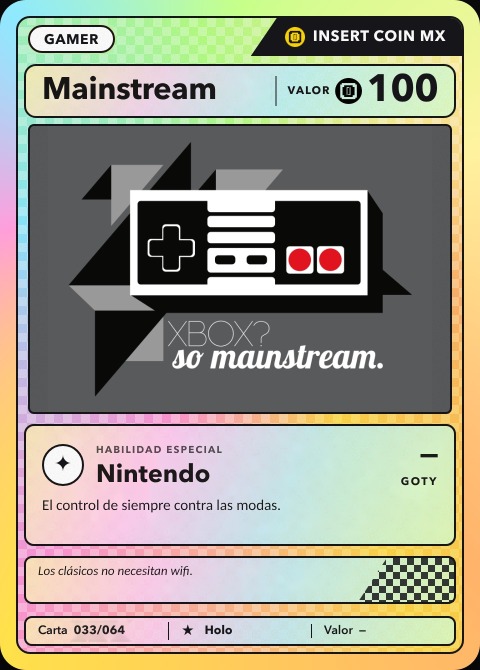 GAMER
INSERT COIN MX
Mainstream
VALOR 100
XBOX?
so mainstream.
HABILIDAD ESPECIAL
Nintendo
–
GOTY
El control de siempre contra las modas.
Los clásicos no necesitan wifi.
Carta 033/064 ★ Holo Valor –